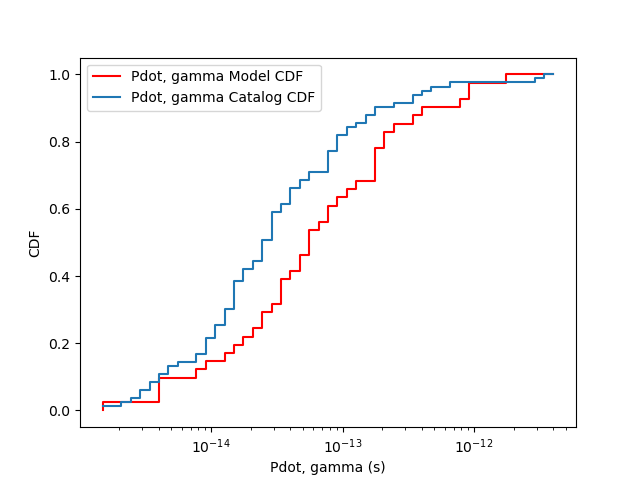 Pdot, gamma Model CDF
Pdot, gamma Catalog CDF
CDF
1.0
0.8
0.6
0.4
0.2
0.0
10⁻¹⁴ 10⁻¹³ 10⁻¹²
Pdot, gamma (s)